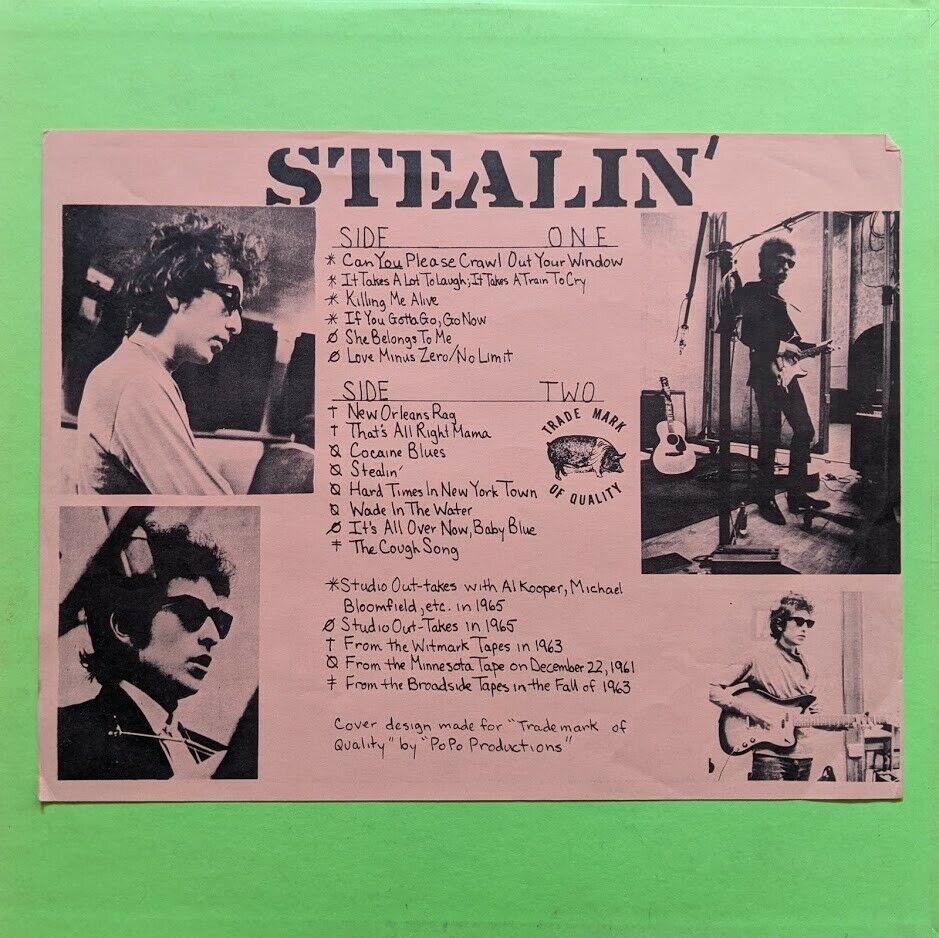 STEALIN'
SIDE ONE
* Can You Please Crawl Out Your Window
* It Takes A Lot To Laugh; It Takes A Train To Cry
* Killing Me Alive
* If You Gotta Go, Go Now
Ø She Belongs To Me
Ø Love Minus Zero/No Limit
SIDE TWO
† New Orleans Rag
† That's All Right Mama
Q Cocaine Blues
Q Stealin'
Q Hard Times In New York Town
Q Wade In The Water
Ø It's All Over Now, Baby Blue
‡ The Cough Song
TRADE MARK
OF QUALITY
* Studio Out-takes with Al Kooper, Michael
Bloomfield, etc. in 1965
Ø Studio Out-Takes in 1965
† From the Witmark Tapes in 1963
Q From the Minnesota Tape on December 22, 1961
‡ From the Broadside Tapes in the Fall of 1963
Cover design made for "Trademark of
Quality" by "PoPo Productions"